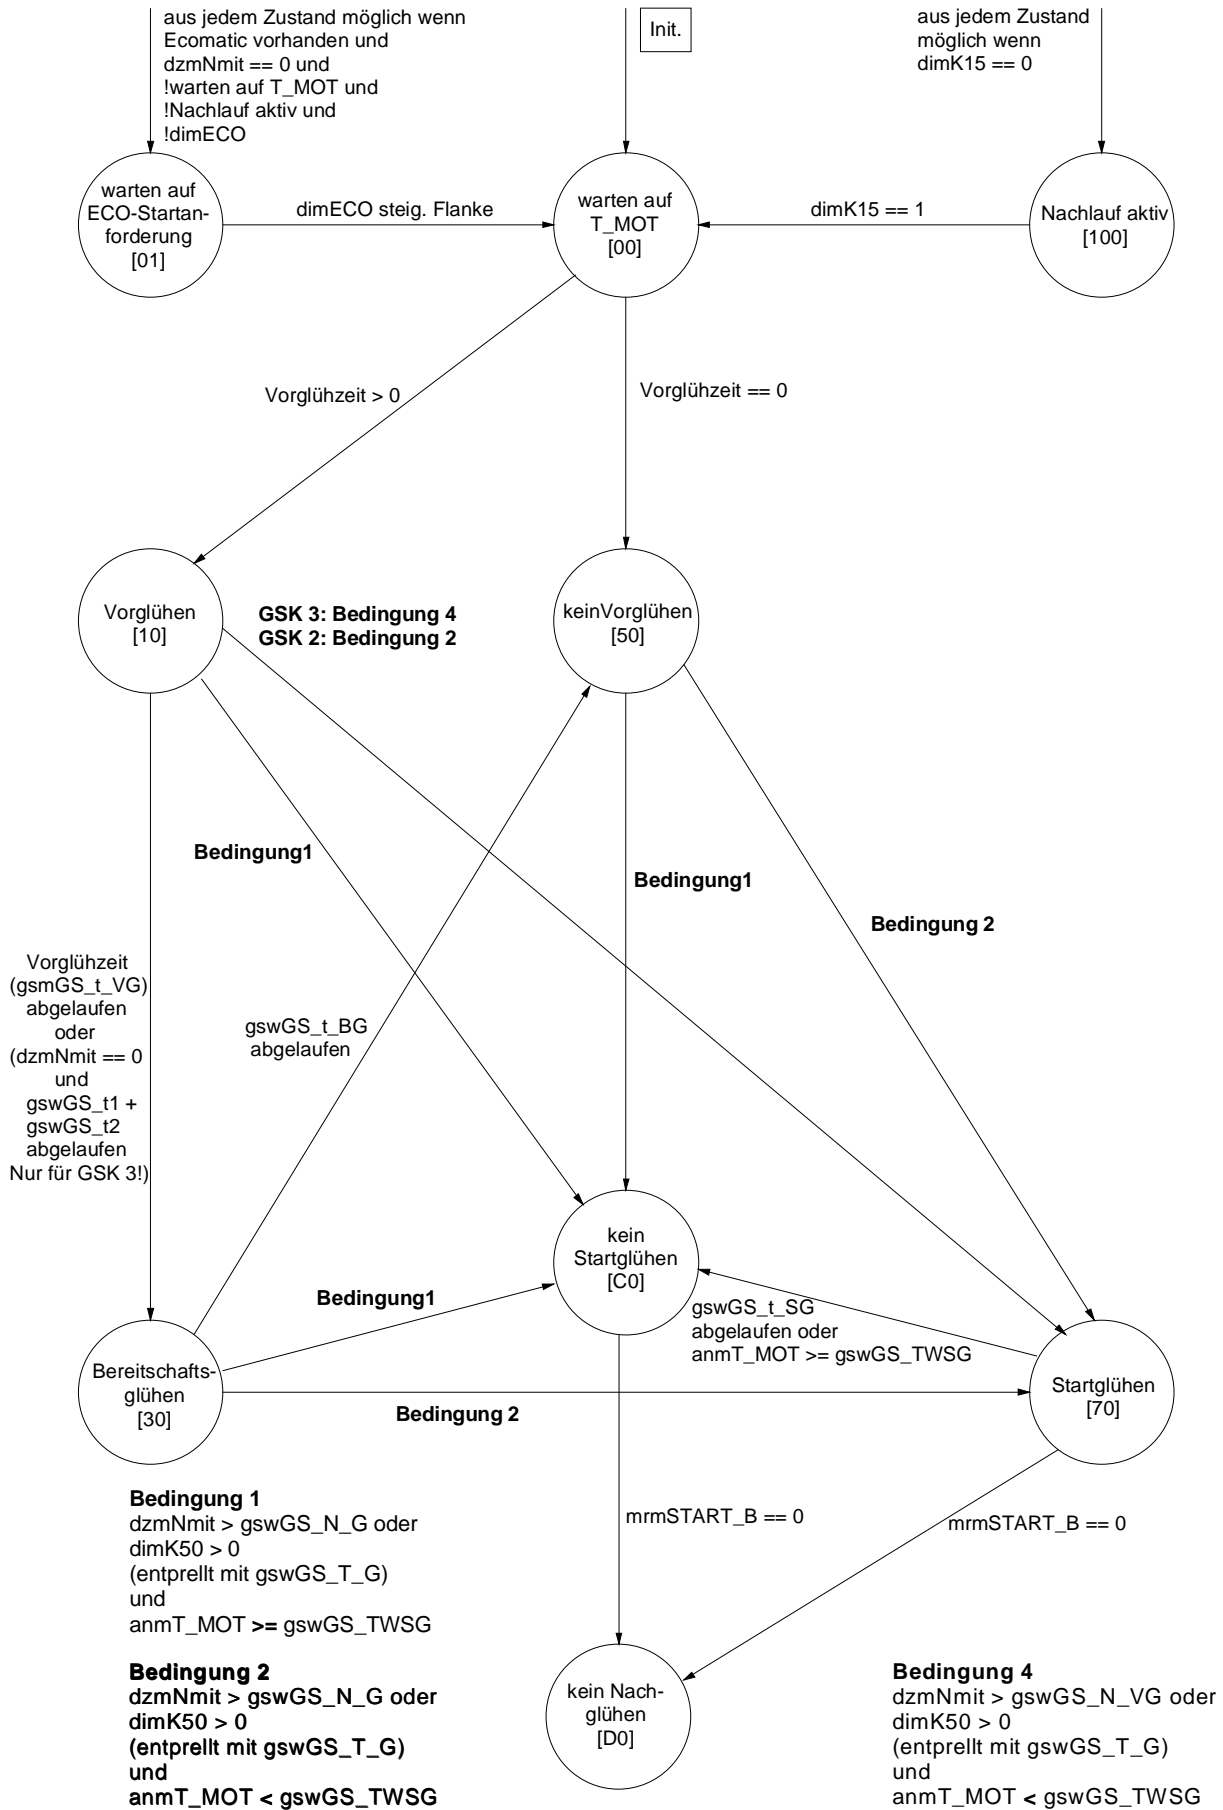 aus jedem Zustand möglich wenn
Ecomatic vorhanden und
dzmNmit == 0 und
!warten auf T_MOT und
!Nachlauf aktiv und
!dimECO
Init.
aus jedem Zustand
möglich wenn
dimK15 == 0
warten auf
ECO-Startan-
forderung
[01]
dimECO steig. Flanke
warten auf
T_MOT
[00]
dimK15 == 1
Nachlauf aktiv
[100]
Vorglühzeit > 0
Vorglühzeit == 0
Vorglühen
[10]
GSK 3: Bedingung 4
GSK 2: Bedingung 2
keinVorglühen
[50]
Bedingung1
Bedingung1
Bedingung 2
Vorglühzeit
(gsmGS_t_VG)
abgelaufen
oder
(dzmNmit == 0
und
gswGS_t1 +
gswGS_t2
abgelaufen
Nur für GSK 3!)
gswGS_t_BG
abgelaufen
kein
Startglühen
[C0]
Bedingung1
gswGS_t_SG
abgelaufen oder
anmT_MOT >= gswGS_TWSG
Bereitschafts-
glühen
[30]
Bedingung 2
Startglühen
[70]
mrmSTART_B == 0
mrmSTART_B == 0
Bedingung 1
dzmNmit > gswGS_N_G oder
dimK50 > 0
(entprellt mit gswGS_T_G)
und
anmT_MOT >= gswGS_TWSG
Bedingung 2
dzmNmit > gswGS_N_G oder
dimK50 > 0
(entprellt mit gswGS_T_G)
und
anmT_MOT < gswGS_TWSG
kein Nach-
glühen
[D0]
Bedingung 4
dzmNmit > gswGS_N_VG oder
dimK50 > 0
(entprellt mit gswGS_T_G)
und
anmT_MOT < gswGS_TWSG